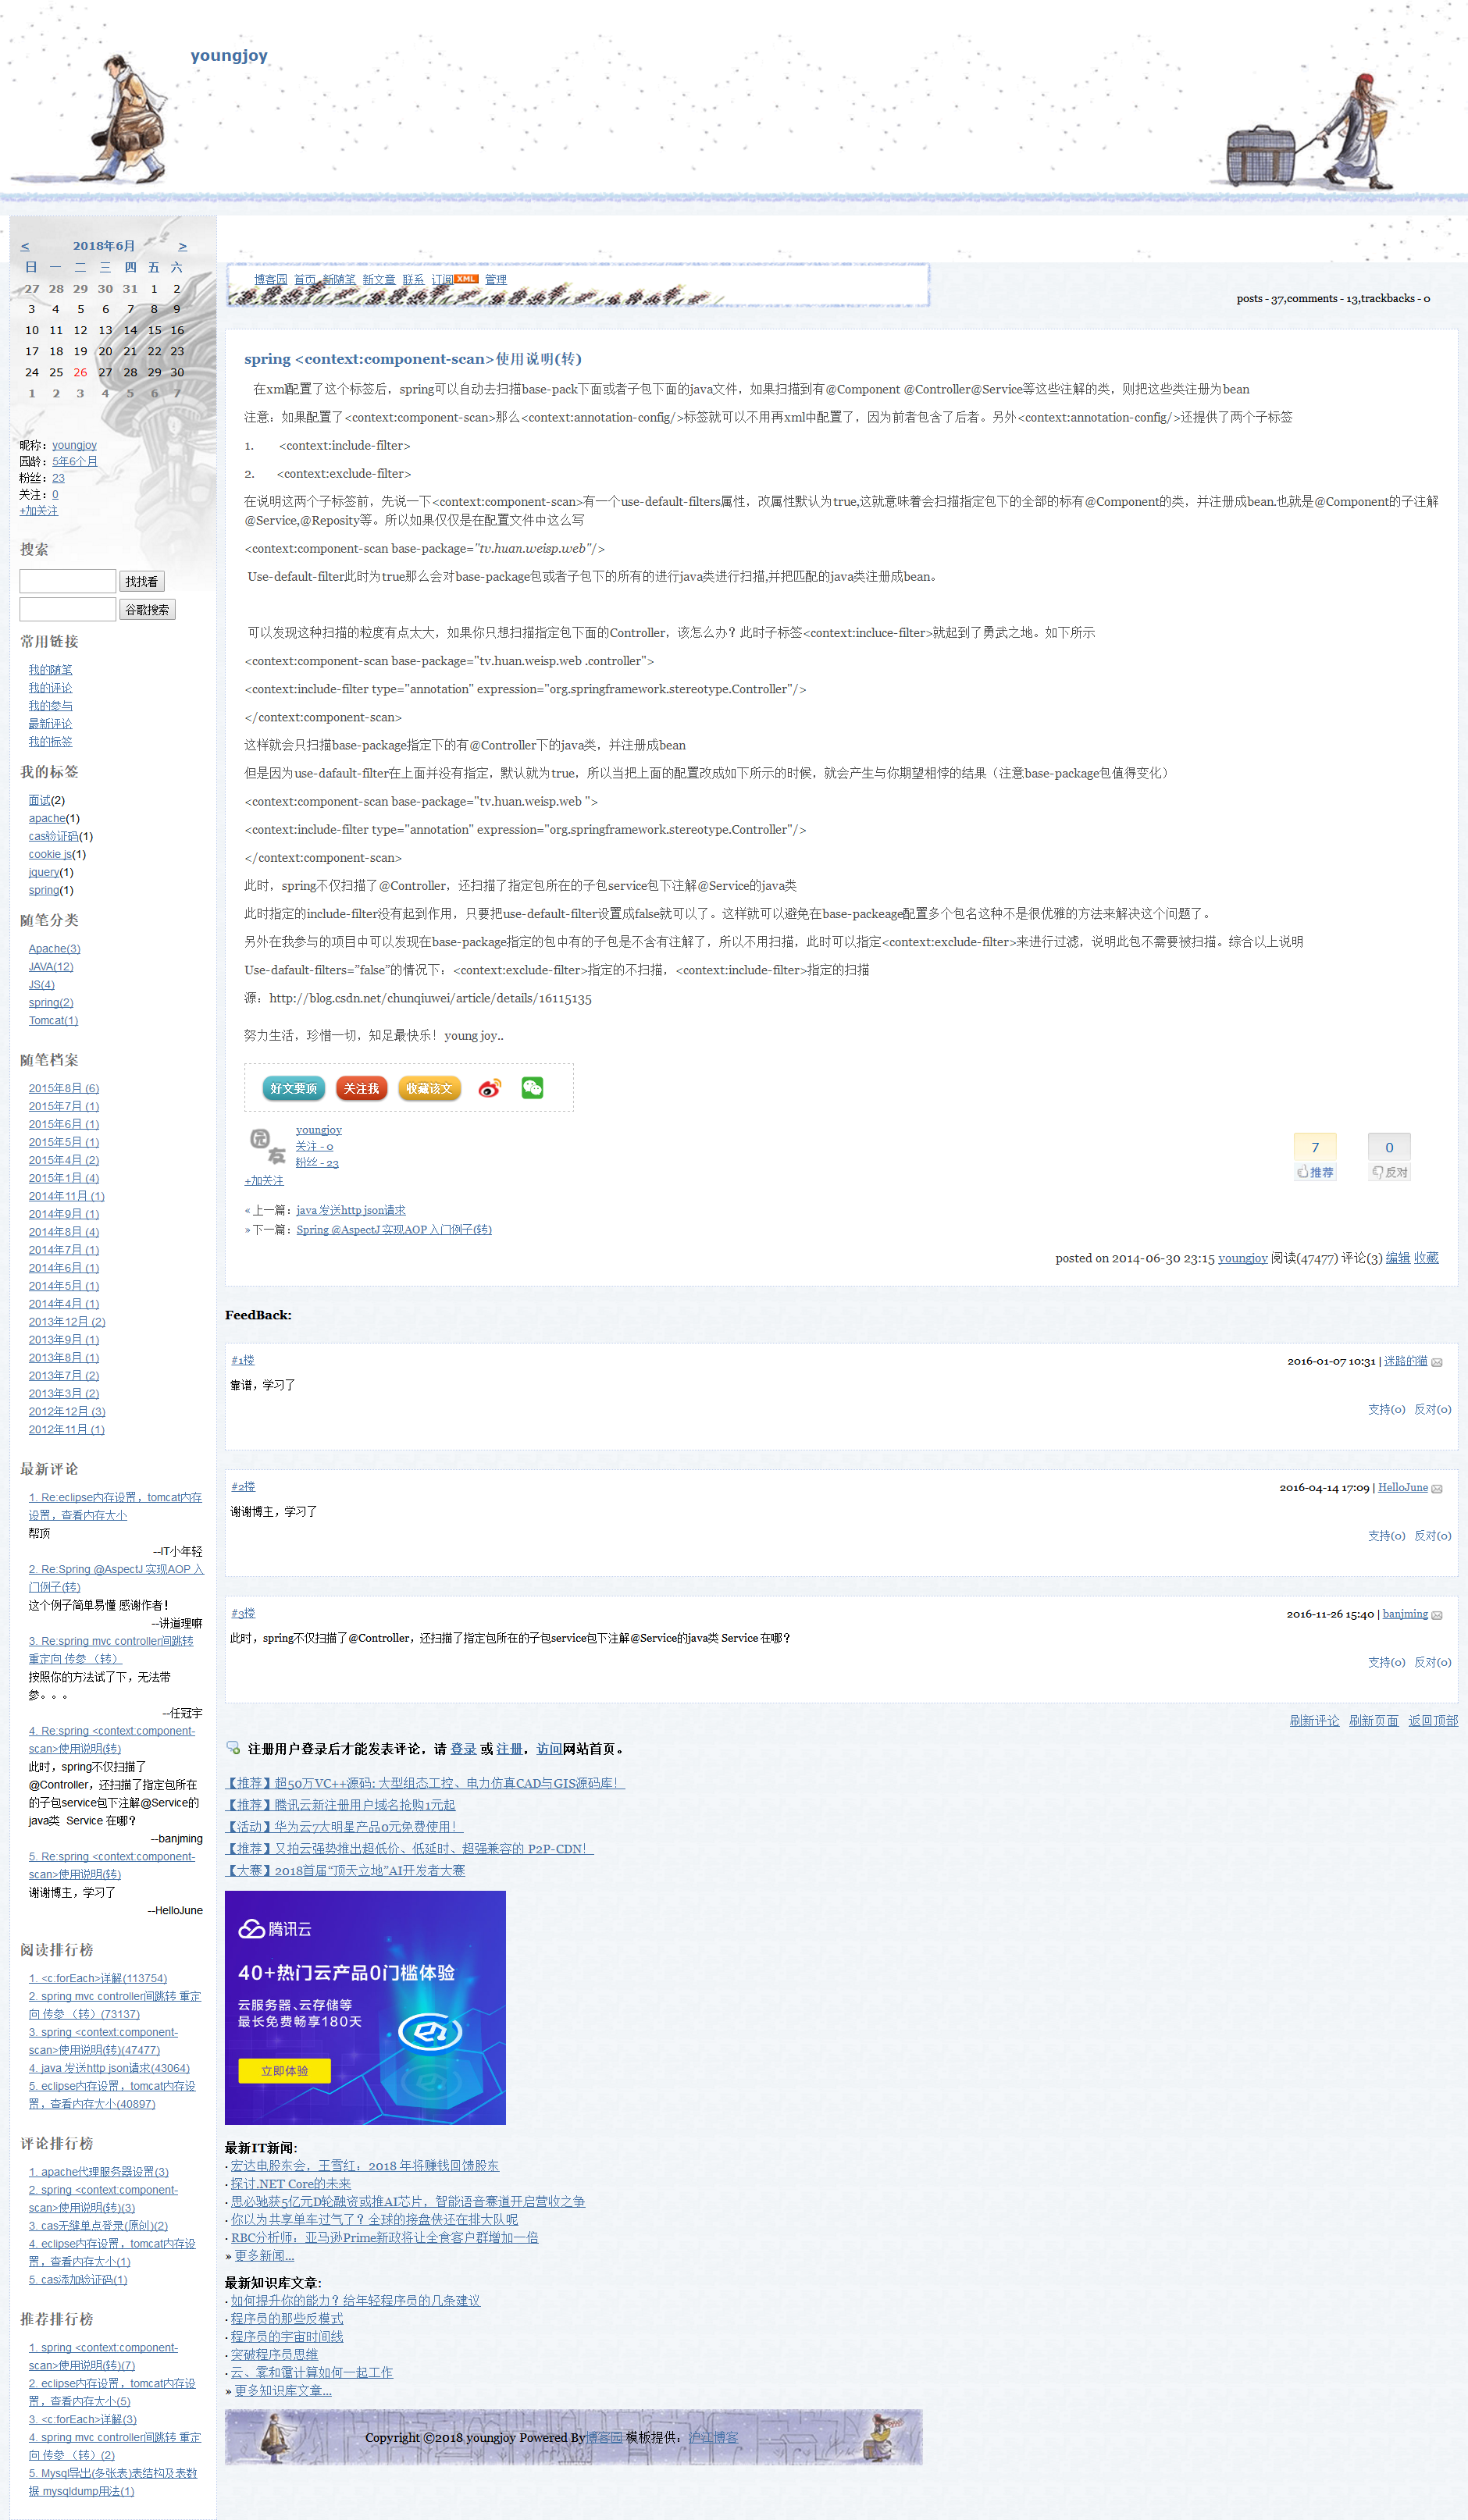 youngjoy
< 2018年6月 >
日 一 二 三 四 五 六
27 28 29 30 31 1 2
3 4 5 6 7 8 9
10 11 12 13 14 15 16
17 18 19 20 21 22 23
24 25 26 27 28 29 30
1 2 3 4 5 6 7
昵称：youngjoy
园龄：5年6个月
粉丝：23
关注：0
+加关注
搜索
找找看
谷歌搜索
常用链接
我的随笔
我的评论
我的参与
最新评论
我的标签
我的标签
面试(2)
apache(1)
cas验证码(1)
cookie js(1)
jquery(1)
spring(1)
随笔分类
Apache(3)
JAVA(12)
JS(4)
spring(2)
Tomcat(1)
随笔档案
2015年8月 (6)
2015年7月 (1)
2015年6月 (1)
2015年5月 (1)
2015年4月 (2)
2015年1月 (4)
2014年11月 (1)
2014年9月 (1)
2014年8月 (4)
2014年7月 (1)
2014年6月 (1)
2014年5月 (1)
2014年4月 (1)
2013年12月 (2)
2013年9月 (1)
2013年8月 (1)
2013年7月 (2)
2013年3月 (2)
2012年12月 (3)
2012年11月 (1)
最新评论
1. Re:eclipse内存设置，tomcat内存
设置，查看内存大小
帮顶
--IT小年轻
2. Re:Spring @AspectJ 实现AOP 入
门例子(转)
这个例子简单易懂 感谢作者！
--讲道理嘛
3. Re:spring mvc controller间跳转
重定向 传参 （转）
按照你的方法试了下，无法带
参。。。
--任冠宇
4. Re:spring <context:component-
scan>使用说明(转)
此时，spring不仅扫描了
@Controller，还扫描了指定包所在
的子包service包下注解@Service的
java类 Service 在哪？
--banjming
5. Re:spring <context:component-
scan>使用说明(转)
谢谢博主，学习了
--HelloJune
阅读排行榜
1. <c:forEach>详解(113754)
2. spring mvc controller间跳转 重定
向 传参 （转）(73137)
3. spring <context:component-
scan>使用说明(转)(47477)
4. java 发送http json请求(43064)
5. eclipse内存设置，tomcat内存设
置，查看内存大小(40897)
评论排行榜
1. apache代理服务器设置(3)
2. spring <context:component-
scan>使用说明(转)(3)
3. cas无缝单点登录(原创)(2)
4. eclipse内存设置，tomcat内存设
置，查看内存大小(1)
5. cas添加验证码(1)
推荐排行榜
1. spring <context:component-
scan>使用说明(转)(7)
2. eclipse内存设置，tomcat内存设
置，查看内存大小(5)
3. <c:forEach>详解(3)
4. spring mvc controller间跳转 重定
向 传参 （转）(2)
5. Mysql导出(多张表)表结构及表数
据 mysqldump用法(1)
博客园 首页 新随笔 新文章 联系 订阅XML 管理
posts - 37,comments - 13,trackbacks - 0
spring <context:component-scan>使用说明(转)
在xml配置了这个标签后，spring可以自动去扫描base-pack下面或者子包下面的java文件，如果扫描到有@Component @Controller@Service等这些注解的类，则把这些类注册为bean
注意：如果配置了<context:component-scan>那么<context:annotation-config/>标签就可以不用再xml中配置了，因为前者包含了后者。另外<context:annotation-config/>还提供了两个子标签
1. <context:include-filter>
2. <context:exclude-filter>
在说明这两个子标签前，先说一下<context:component-scan>有一个use-default-filters属性，改属性默认为true,这就意味着会扫描指定包下的全部的标有@Component的类，并注册成bean.也就是@Component的子注解
@Service,@Reposity等。所以如果仅仅是在配置文件中这么写
<context:component-scan base-package="tv.huan.weisp.web"/>
Use-default-filter此时为true那么会对base-package包或者子包下的所有的进行java类进行扫描,并把匹配的java类注册成bean。
可以发现这种扫描的粒度有点太大，如果你只想扫描指定包下面的Controller，该怎么办？此时子标签<context:incluce-filter>就起到了勇武之地。如下所示
<context:component-scan base-package="tv.huan.weisp.web .controller">
<context:include-filter type="annotation" expression="org.springframework.stereotype.Controller"/>
</context:component-scan>
这样就会只扫描base-package指定下的有@Controller下的java类，并注册成bean
但是因为use-dafault-filter在上面并没有指定，默认就为true，所以当把上面的配置改成如下所示的时候，就会产生与你期望相悖的结果（注意base-package包值得变化）
<context:component-scan base-package="tv.huan.weisp.web ">
<context:include-filter type="annotation" expression="org.springframework.stereotype.Controller"/>
</context:component-scan>
此时，spring不仅扫描了@Controller，还扫描了指定包所在的子包service包下注解@Service的java类
此时指定的include-filter没有起到作用，只要把use-default-filter设置成false就可以了。这样就可以避免在base-packeage配置多个包名这种不是很优雅的方法来解决这个问题了。
另外在我参与的项目中可以发现在base-package指定的包中有的子包是不含有注解了，所以不用扫描，此时可以指定<context:exclude-filter>来进行过滤，说明此包不需要被扫描。综合以上说明
Use-dafault-filters=”false”的情况下：<context:exclude-filter>指定的不扫描，<context:include-filter>指定的扫描
源：http://blog.csdn.net/chunqiuwei/article/details/16115135
努力生活，珍惜一切，知足最快乐！young joy..
好文要顶 关注我 收藏该文
园友
youngjoy
关注 - 0
粉丝 - 23
+加关注
7 0
推荐 反对
« 上一篇：java 发送http json请求
» 下一篇：Spring @AspectJ 实现AOP 入门例子(转)
posted on 2014-06-30 23:15 youngjoy 阅读(47477) 评论(3) 编辑 收藏
FeedBack:
#1楼 2016-01-07 10:31 | 迷路的猫
靠谱，学习了
支持(0) 反对(0)
#2楼 2016-04-14 17:09 | HelloJune
谢谢博主，学习了
支持(0) 反对(0)
#3楼 2016-11-26 15:40 | banjming
此时，spring不仅扫描了@Controller，还扫描了指定包所在的子包service包下注解@Service的java类 Service 在哪？
支持(0) 反对(0)
刷新评论 刷新页面 返回顶部
注册用户登录后才能发表评论，请 登录 或 注册，访问网站首页。
【推荐】超50万VC++源码: 大型组态工控、电力仿真CAD与GIS源码库！
【推荐】腾讯云新注册用户域名抢购1元起
【活动】华为云7大明星产品0元免费使用！
【推荐】又拍云强势推出超低价、低延时、超强兼容的 P2P-CDN！
【大赛】2018首届“顶天立地”AI开发者大赛
腾讯云
40+热门云产品0门槛体验
云服务器、云存储等
最长免费畅享180天
立即体验
最新IT新闻:
· 宏达电股东会，王雪红：2018 年将赚钱回馈股东
· 探讨.NET Core的未来
· 思必驰获5亿元D轮融资或推AI芯片，智能语音赛道开启营收之争
· 你以为共享单车过气了？全球的接盘侠还在排大队呢
· RBC分析师：亚马逊Prime新政将让全食客户群增加一倍
» 更多新闻...
最新知识库文章:
· 如何提升你的能力？给年轻程序员的几条建议
· 程序员的那些反模式
· 程序员的宇宙时间线
· 突破程序员思维
· 云、雾和霭计算如何一起工作
» 更多知识库文章...
Copyright ©2018 youngjoy Powered By博客园 模板提供：沪江博客